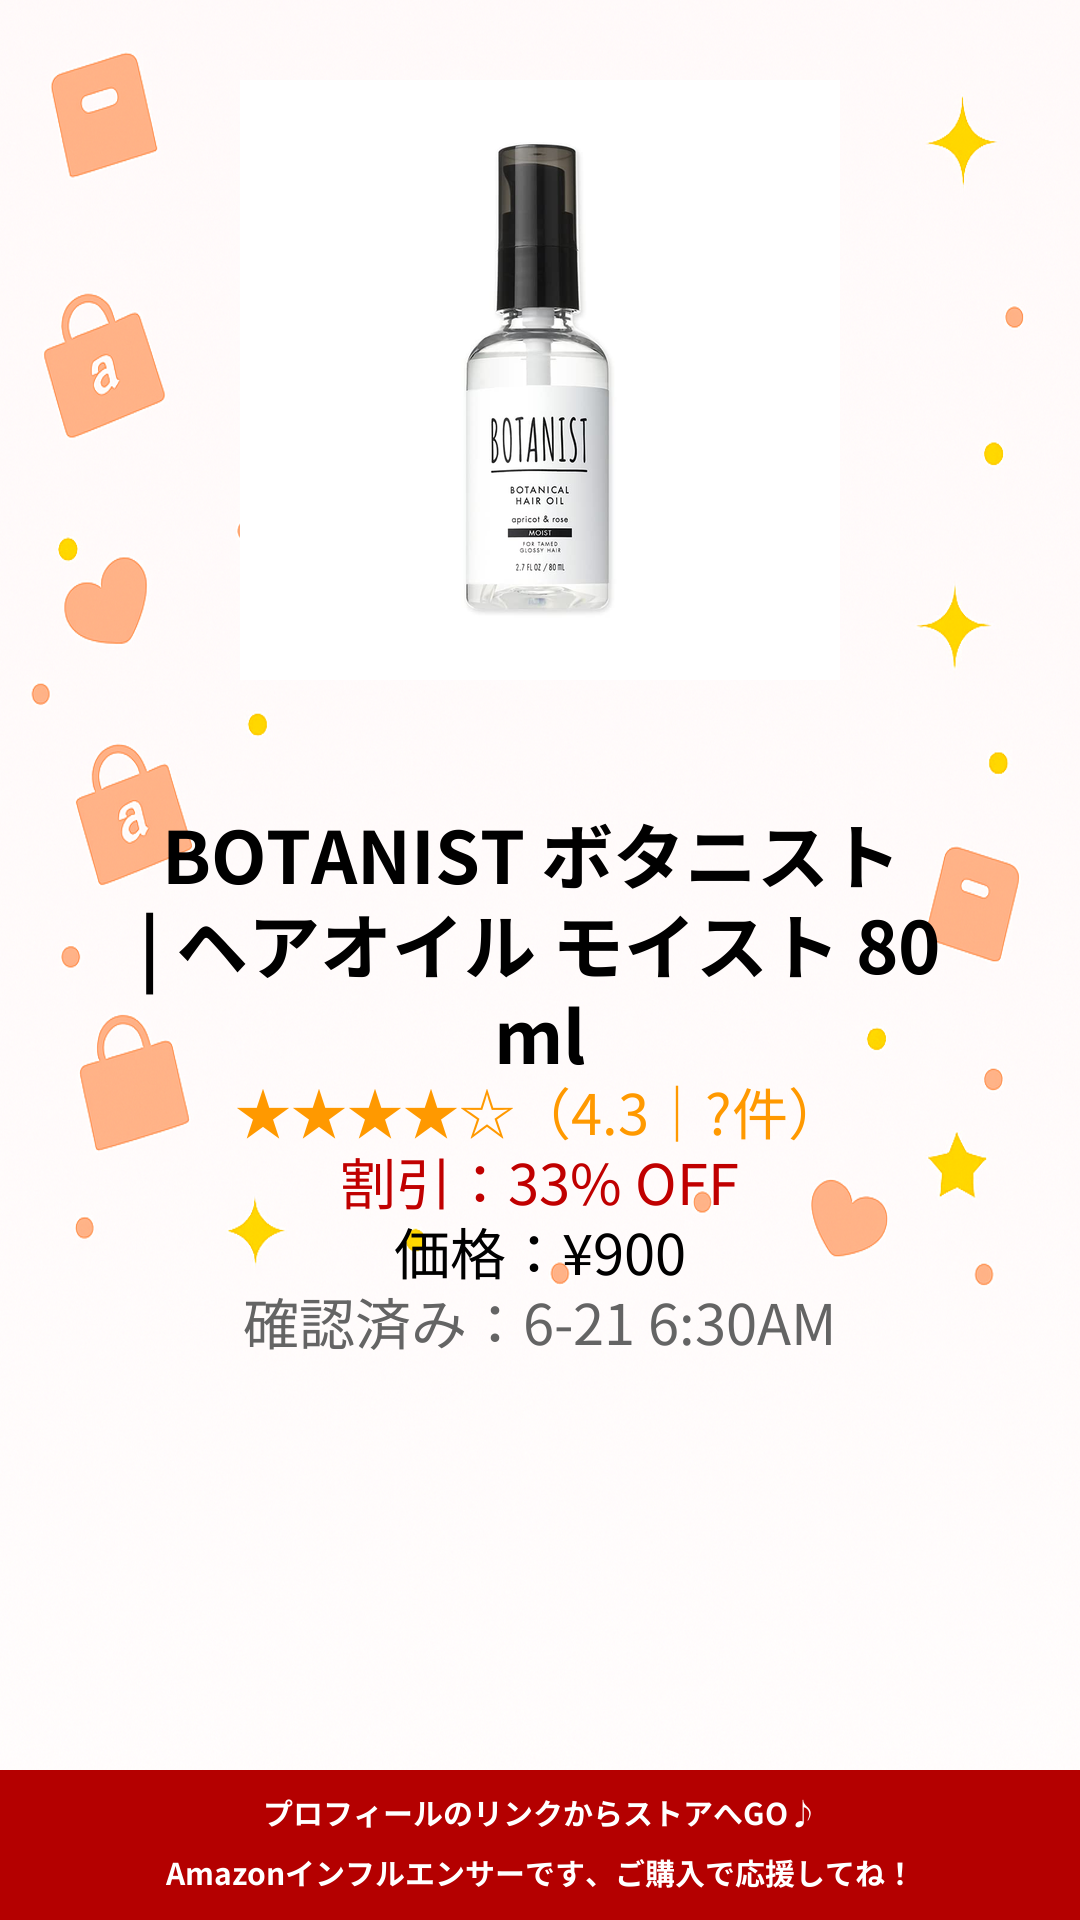 a
BOTANIST
BOTANICAL
HAIR OIL
apricot & rose
MOIST
FOR TAMED
GLOSSY HAIR
2.7 FL OZ / 80 mL
a
BOTANIST ボタニスト
| ヘアオイル モイスト 80
ml
★★★★☆（4.3｜?件）
割引：33% OFF
価格：¥900
確認済み：6-21 6:30AM
プロフィールのリンクからストアへGO♪
Amazonインフルエンサーです、ご購入で応援してね！